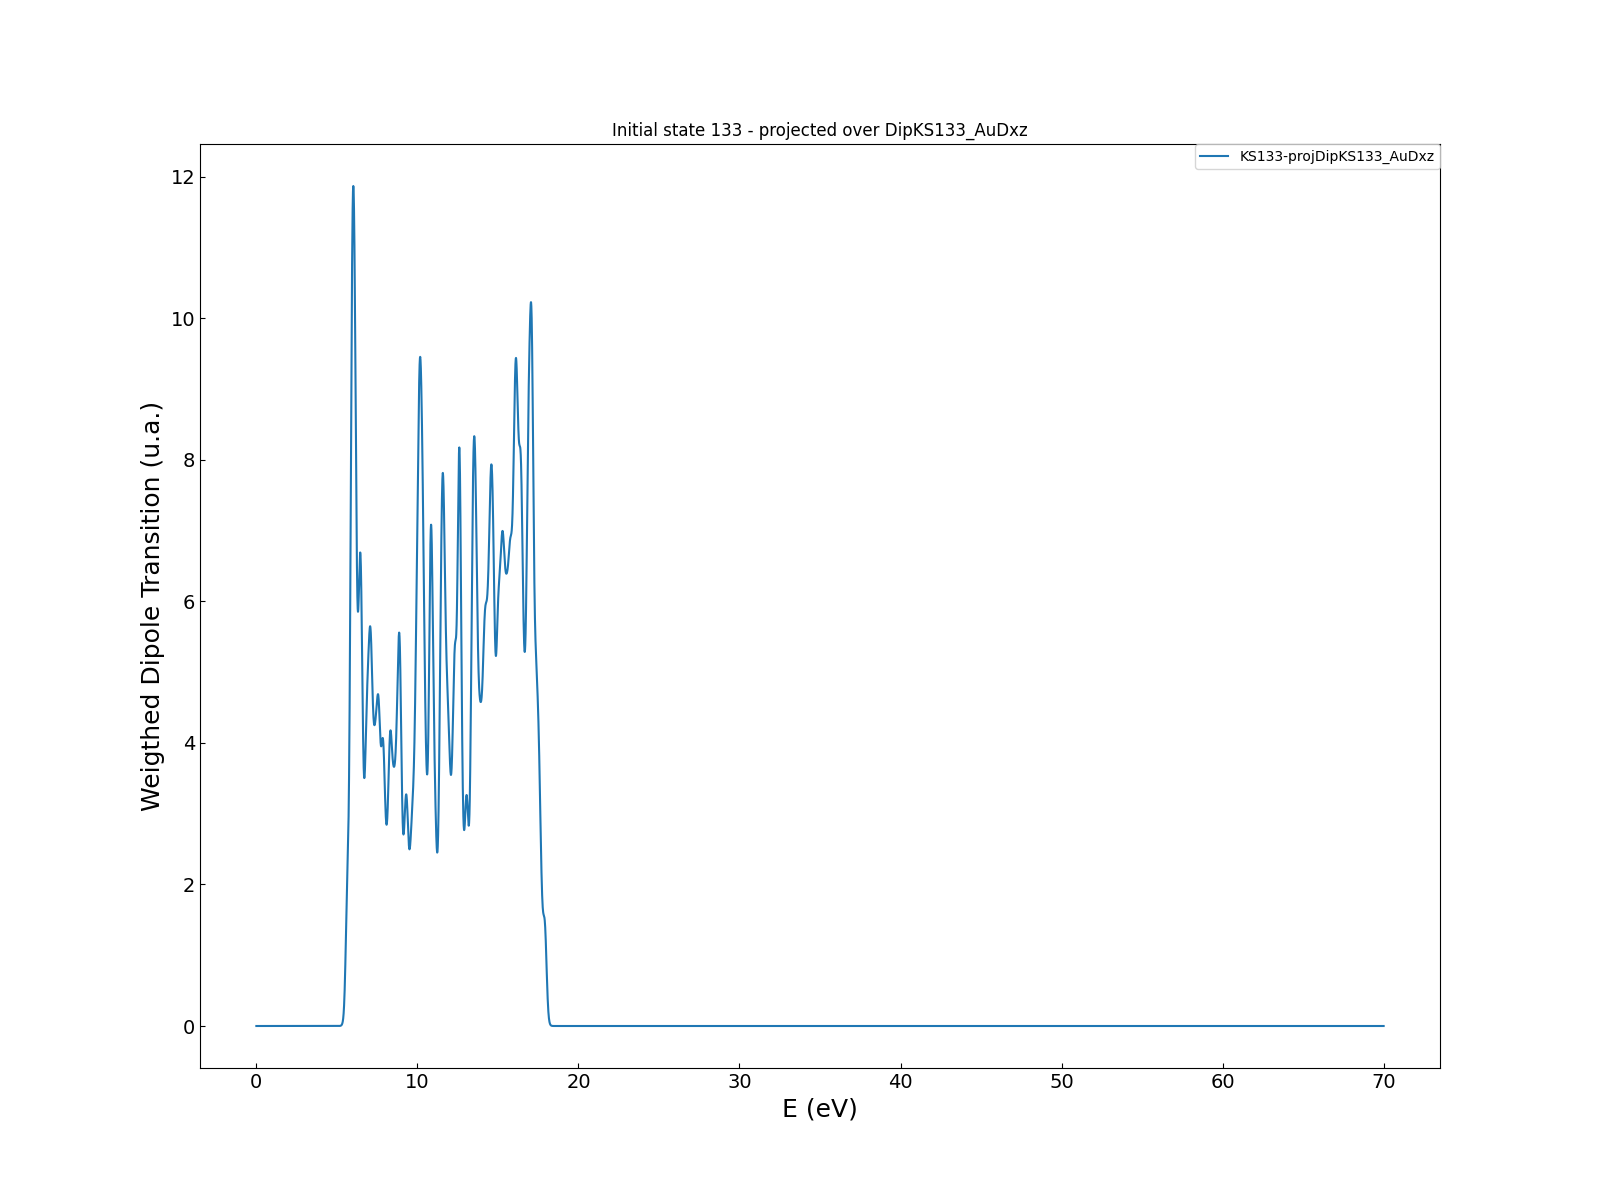 Initial state 133 - projected over DipKS133_AuDxz
KS133-projDipKS133_AuDxz
Weigthed Dipole Transition (u.a.)
12
10
8
6
4
2
0
0 10 20 30 40 50 60 70
E (eV)